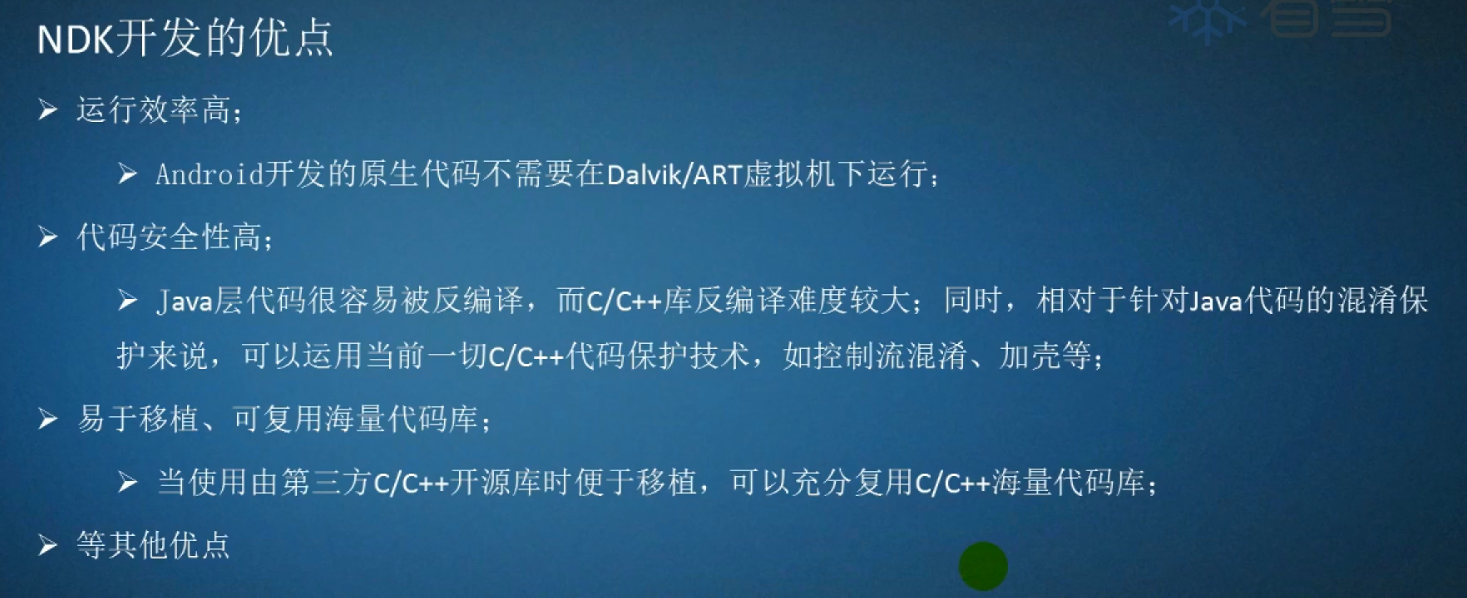 NDK开发的优点
➢ 运行效率高；
➢ Android开发的原生代码不需要在Dalvik/ART虚拟机下运行；
➢ 代码安全性高；
➢ Java层代码很容易被反编译，而C/C++库反编译难度较大；同时，相对于针对Java代码的混淆保
护来说，可以运用当前一切C/C++代码保护技术，如控制流混淆、加壳等；
➢ 易于移植、可复用海量代码库；
➢ 当使用由第三方C/C++开源库时便于移植，可以充分复用C/C++海量代码库；
➢ 等其他优点